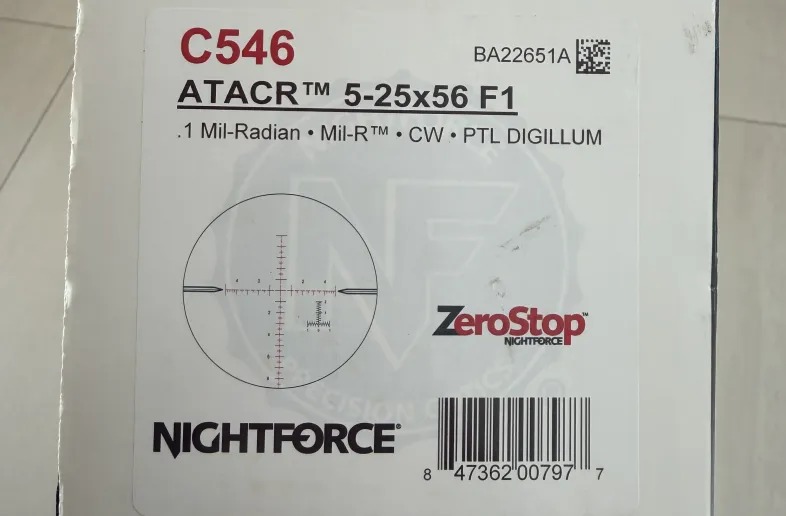 C546
BA22651A
ATACR™ 5-25x56 F1
.1 Mil-Radian • Mil-R™ • CW • PTL DIGILLUM
ZeroStop™
NIGHTFORCE
NIGHTFORCE®
8 47362 00797 7